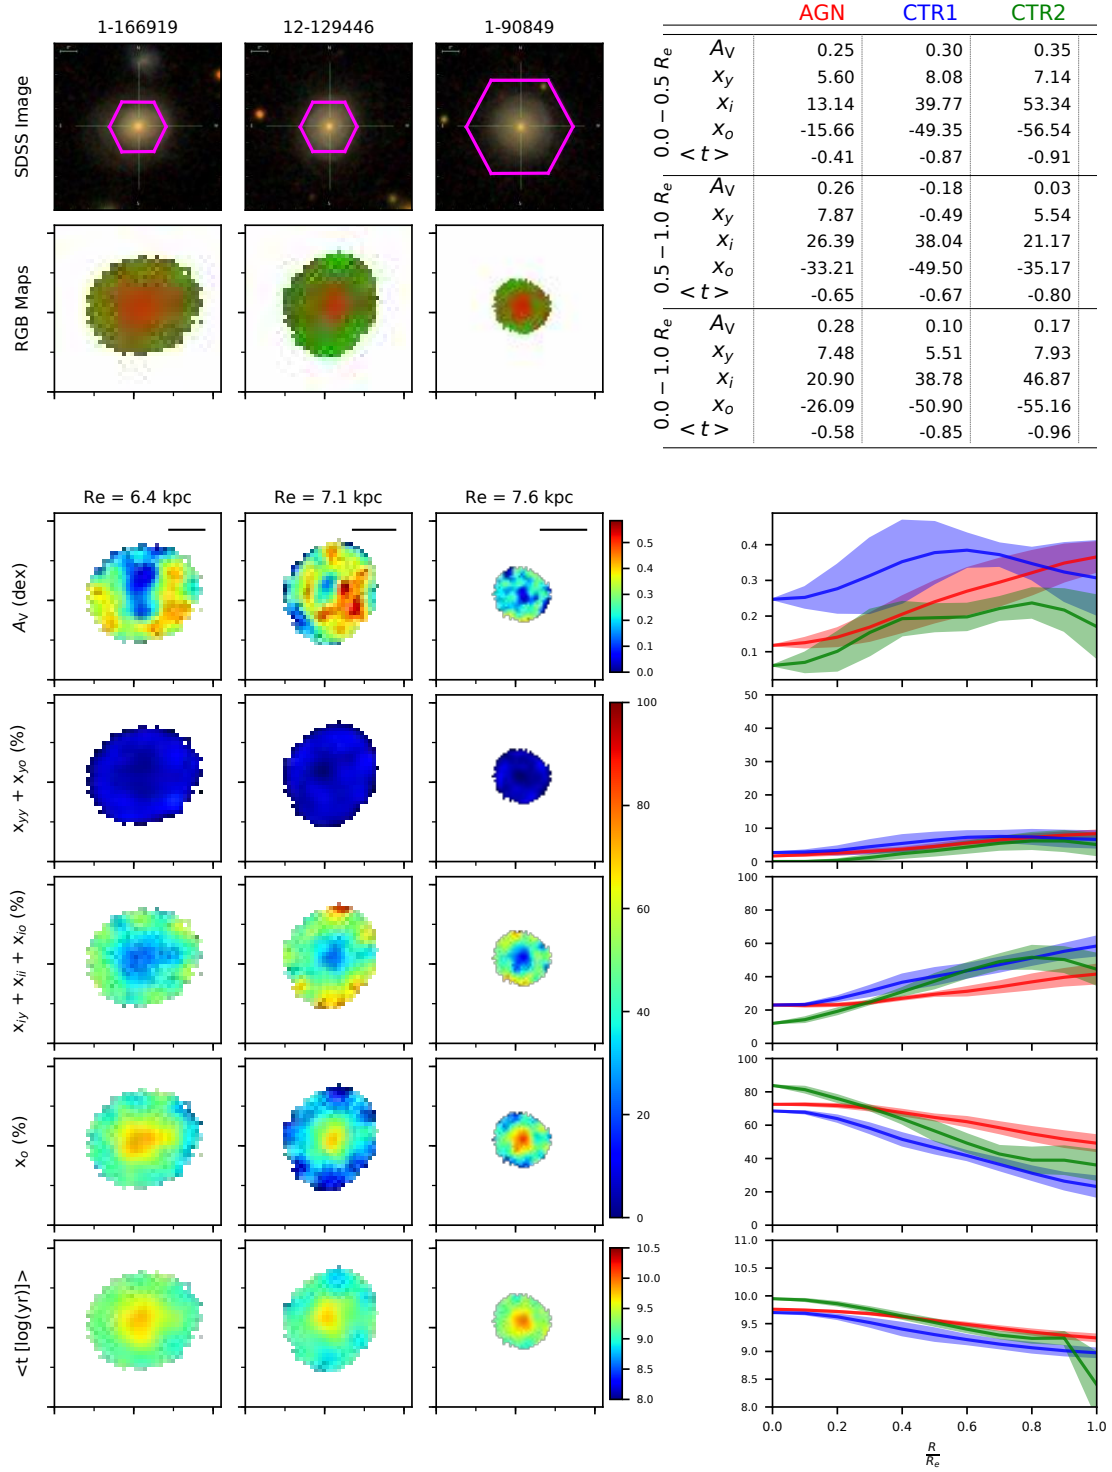 AGN CTR1 CTR2
1-166919 12-129446 1-90849
SDSS Image
RGB Maps
0.0 − 0.5 Re
AV 0.25 0.30 0.35
xy 5.60 8.08 7.14
xi 13.14 39.77 53.34
xo -15.66 -49.35 -56.54
<t> -0.41 -0.87 -0.91
0.5 − 1.0 Re
AV 0.26 -0.18 0.03
xy 7.87 -0.49 5.54
xi 26.39 38.04 21.17
xo -33.21 -49.50 -35.17
<t> -0.65 -0.67 -0.80
0.0 − 1.0 Re
AV 0.28 0.10 0.17
xy 7.48 5.51 7.93
xi 20.90 38.78 46.87
xo -26.09 -50.90 -55.16
<t> -0.58 -0.85 -0.96
Re = 6.4 kpc Re = 7.1 kpc Re = 7.6 kpc
AV (dex)
0.5
0.4
0.3
0.2
0.1
0.0
0.4
0.3
0.2
0.1
xyy + xyo (%)
100
80
60
40
20
0
50
40
30
20
10
0
xiy + xii + xio (%)
100
80
60
40
20
0
xo (%)
100
80
60
40
20
0
<t [log(yr)]>
10.5
10.0
9.5
9.0
8.5
8.0
11.0
10.5
10.0
9.5
9.0
8.5
8.0
0.0 0.2 0.4 0.6 0.8 1.0
R
Re